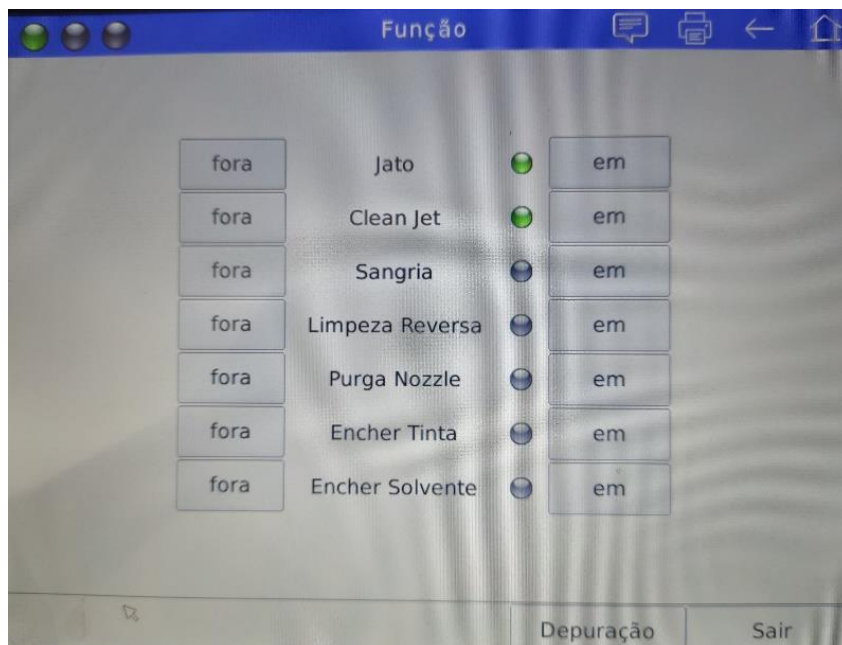 Função
fora Jato em
fora Clean Jet em
fora Sangria em
fora Limpeza Reversa em
fora Purga Nozzle em
fora Encher Tinta em
fora Encher Solvente em
Depuração Sair